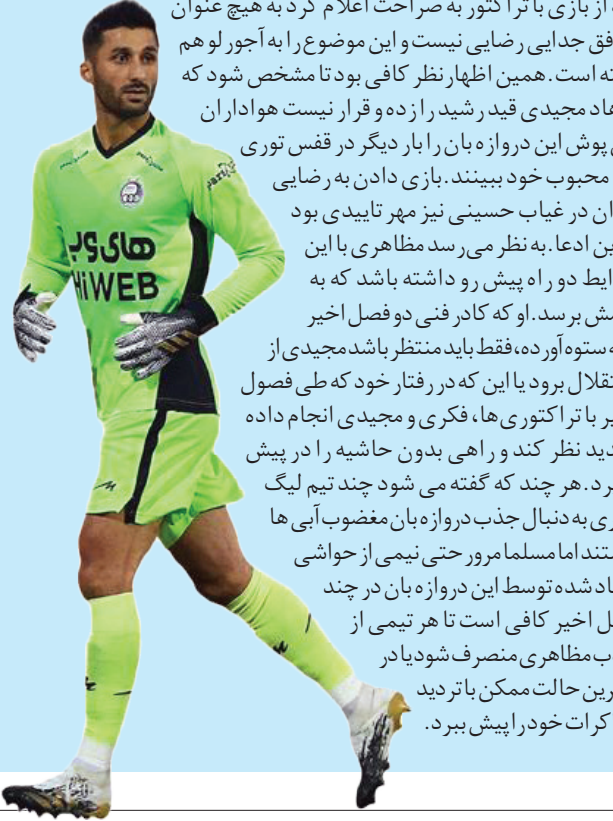 از بازی با تراکتور به صراحت اعلام کرد به هیچ عنوان
فق جدایی رضایی نیست و این موضوع را به آجورلو هم
ته است. همین اظهارنظر کافی بود تا مشخص شود که
هاد مجیدی قید رشید را زده و قرار نیست هواداران
پوش این دروازه بان را بار دیگر در قفس توری
محبوب خود ببینند. بازی دادن به رضایی
ان در غیاب حسینی نیز مهر تاییدی بود
ین ادعا. به نظر می‌رسد مظاهری با این
ایط دو راه پیش رو داشته باشد که به
مش برسد. او که کادر فنی دو فصل اخیر
ه ستوه آورده، فقط باید منتظر باشد مجیدی از
تقلال برود یا این که در رفتار خود که طی فصول
یر با تراکتوری‌ها، فکری و مجیدی انجام داده
دید نظر کند و راهی بدون حاشیه را در پیش
رد. هر چند که گفته می شود چند تیم لیگ
ری به دنبال جذب دروازه بان مغضوب آبی ها
ستند اما مسلما مرور حتی نیمی از حواشی
اد شده توسط این دروازه بان در چند
ل اخیر کافی است تا هر تیمی از
ب مظاهری منصرف شود یا در
رین حالت ممکن با تردید
کرات خود را پیش ببرد.
های وب
HiWEB